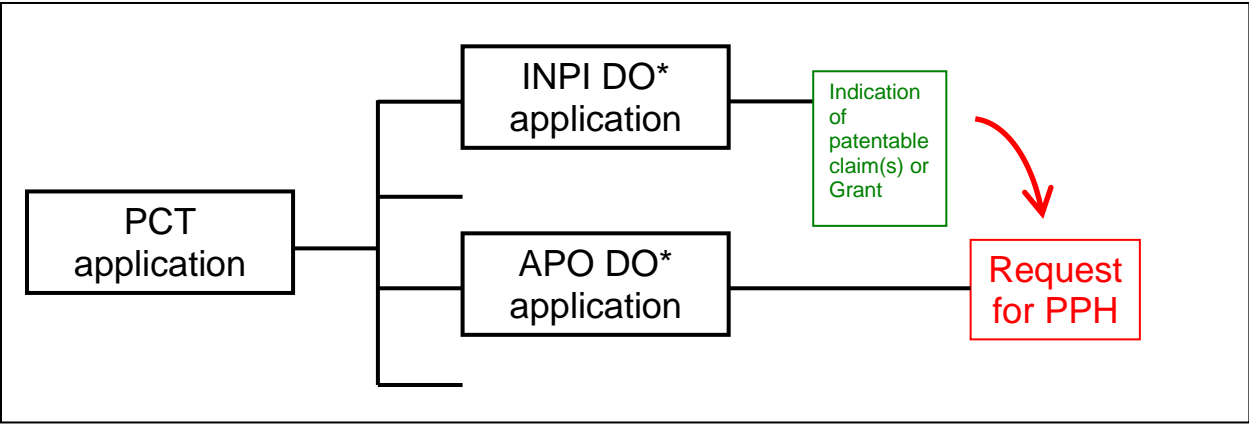 INPI DO*
application
Indication
of
patentable
claim(s) or
Grant
PCT
application
APO DO*
application
Request
for PPH